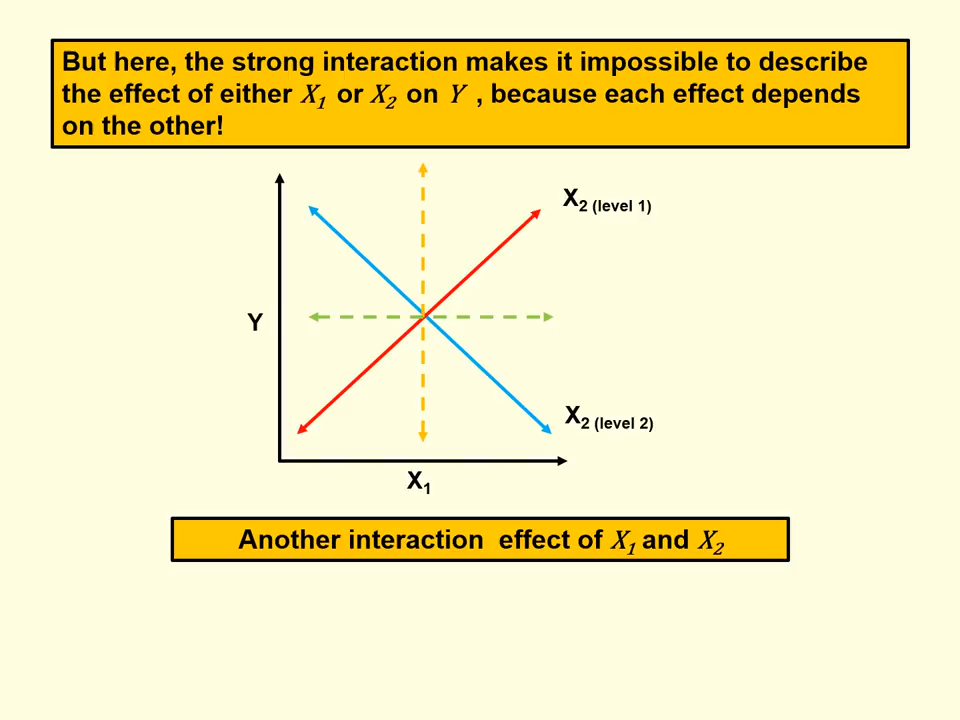 But here, the strong interaction makes it impossible to describe
the effect of either X₁ or X₂ on Y , because each effect depends
on the other!
X₂ (level 1)
Y
X₂ (level 2)
X₁
Another interaction effect of X₁ and X₂